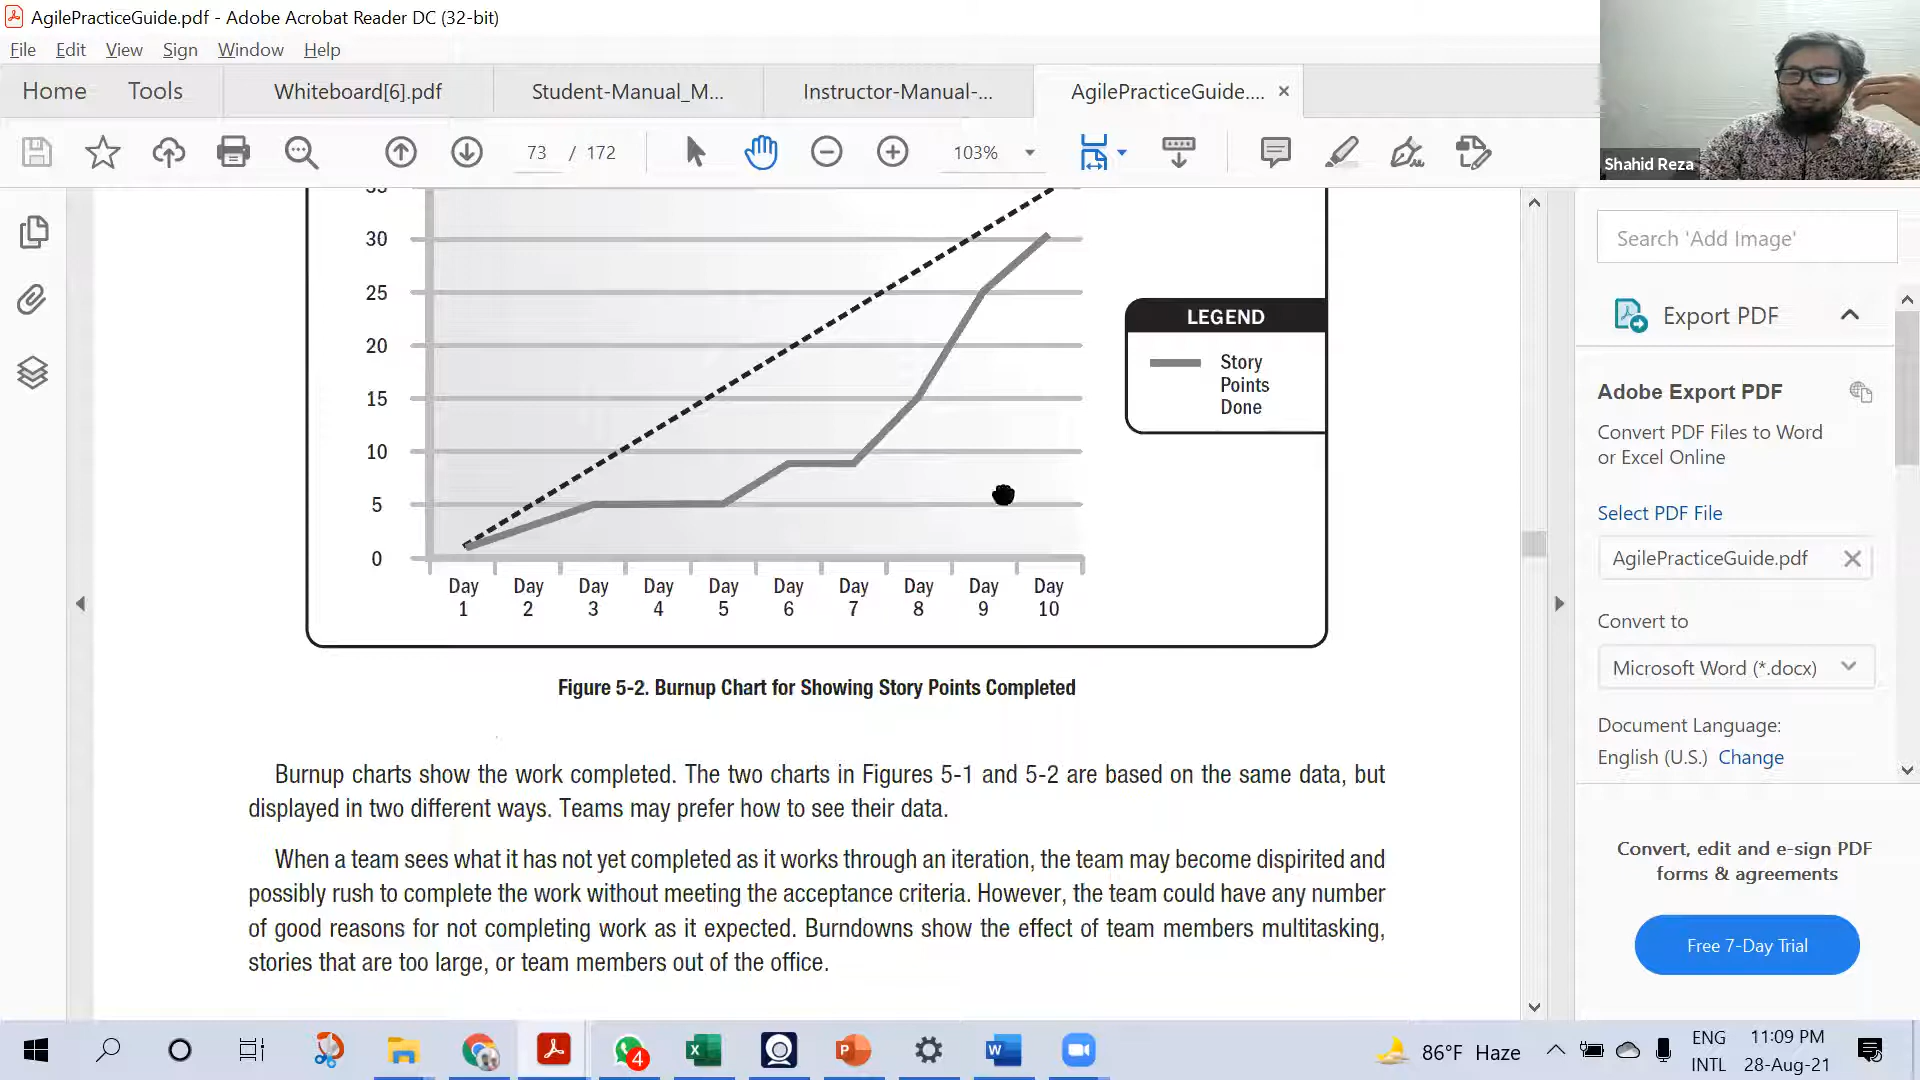 AgilePracticeGuide.pdf - Adobe Acrobat Reader DC (32-bit)
File Edit View Sign Window Help
Home Tools Whiteboard[6].pdf Student-Manual_M... Instructor-Manual-... AgilePracticeGuide....
73 / 172 103%
Shahid Reza
35
30
25
20
15
10
5
0
Day Day Day Day Day Day Day Day Day Day
1 2 3 4 5 6 7 8 9 10
LEGEND
Story
Points
Done
Figure 5-2. Burnup Chart for Showing Story Points Completed
Burnup charts show the work completed. The two charts in Figures 5-1 and 5-2 are based on the same data, but
displayed in two different ways. Teams may prefer how to see their data.
When a team sees what it has not yet completed as it works through an iteration, the team may become dispirited and
possibly rush to complete the work without meeting the acceptance criteria. However, the team could have any number
of good reasons for not completing work as it expected. Burndowns show the effect of team members multitasking,
stories that are too large, or team members out of the office.
Search 'Add Image'
Export PDF
Adobe Export PDF
Convert PDF Files to Word
or Excel Online
Select PDF File
AgilePracticeGuide.pdf
Convert to
Microsoft Word (*.docx)
Document Language:
English (U.S.) Change
Convert, edit and e-sign PDF
forms & agreements
Free 7-Day Trial
4
86°F Haze
ENG
INTL
11:09 PM
28-Aug-21